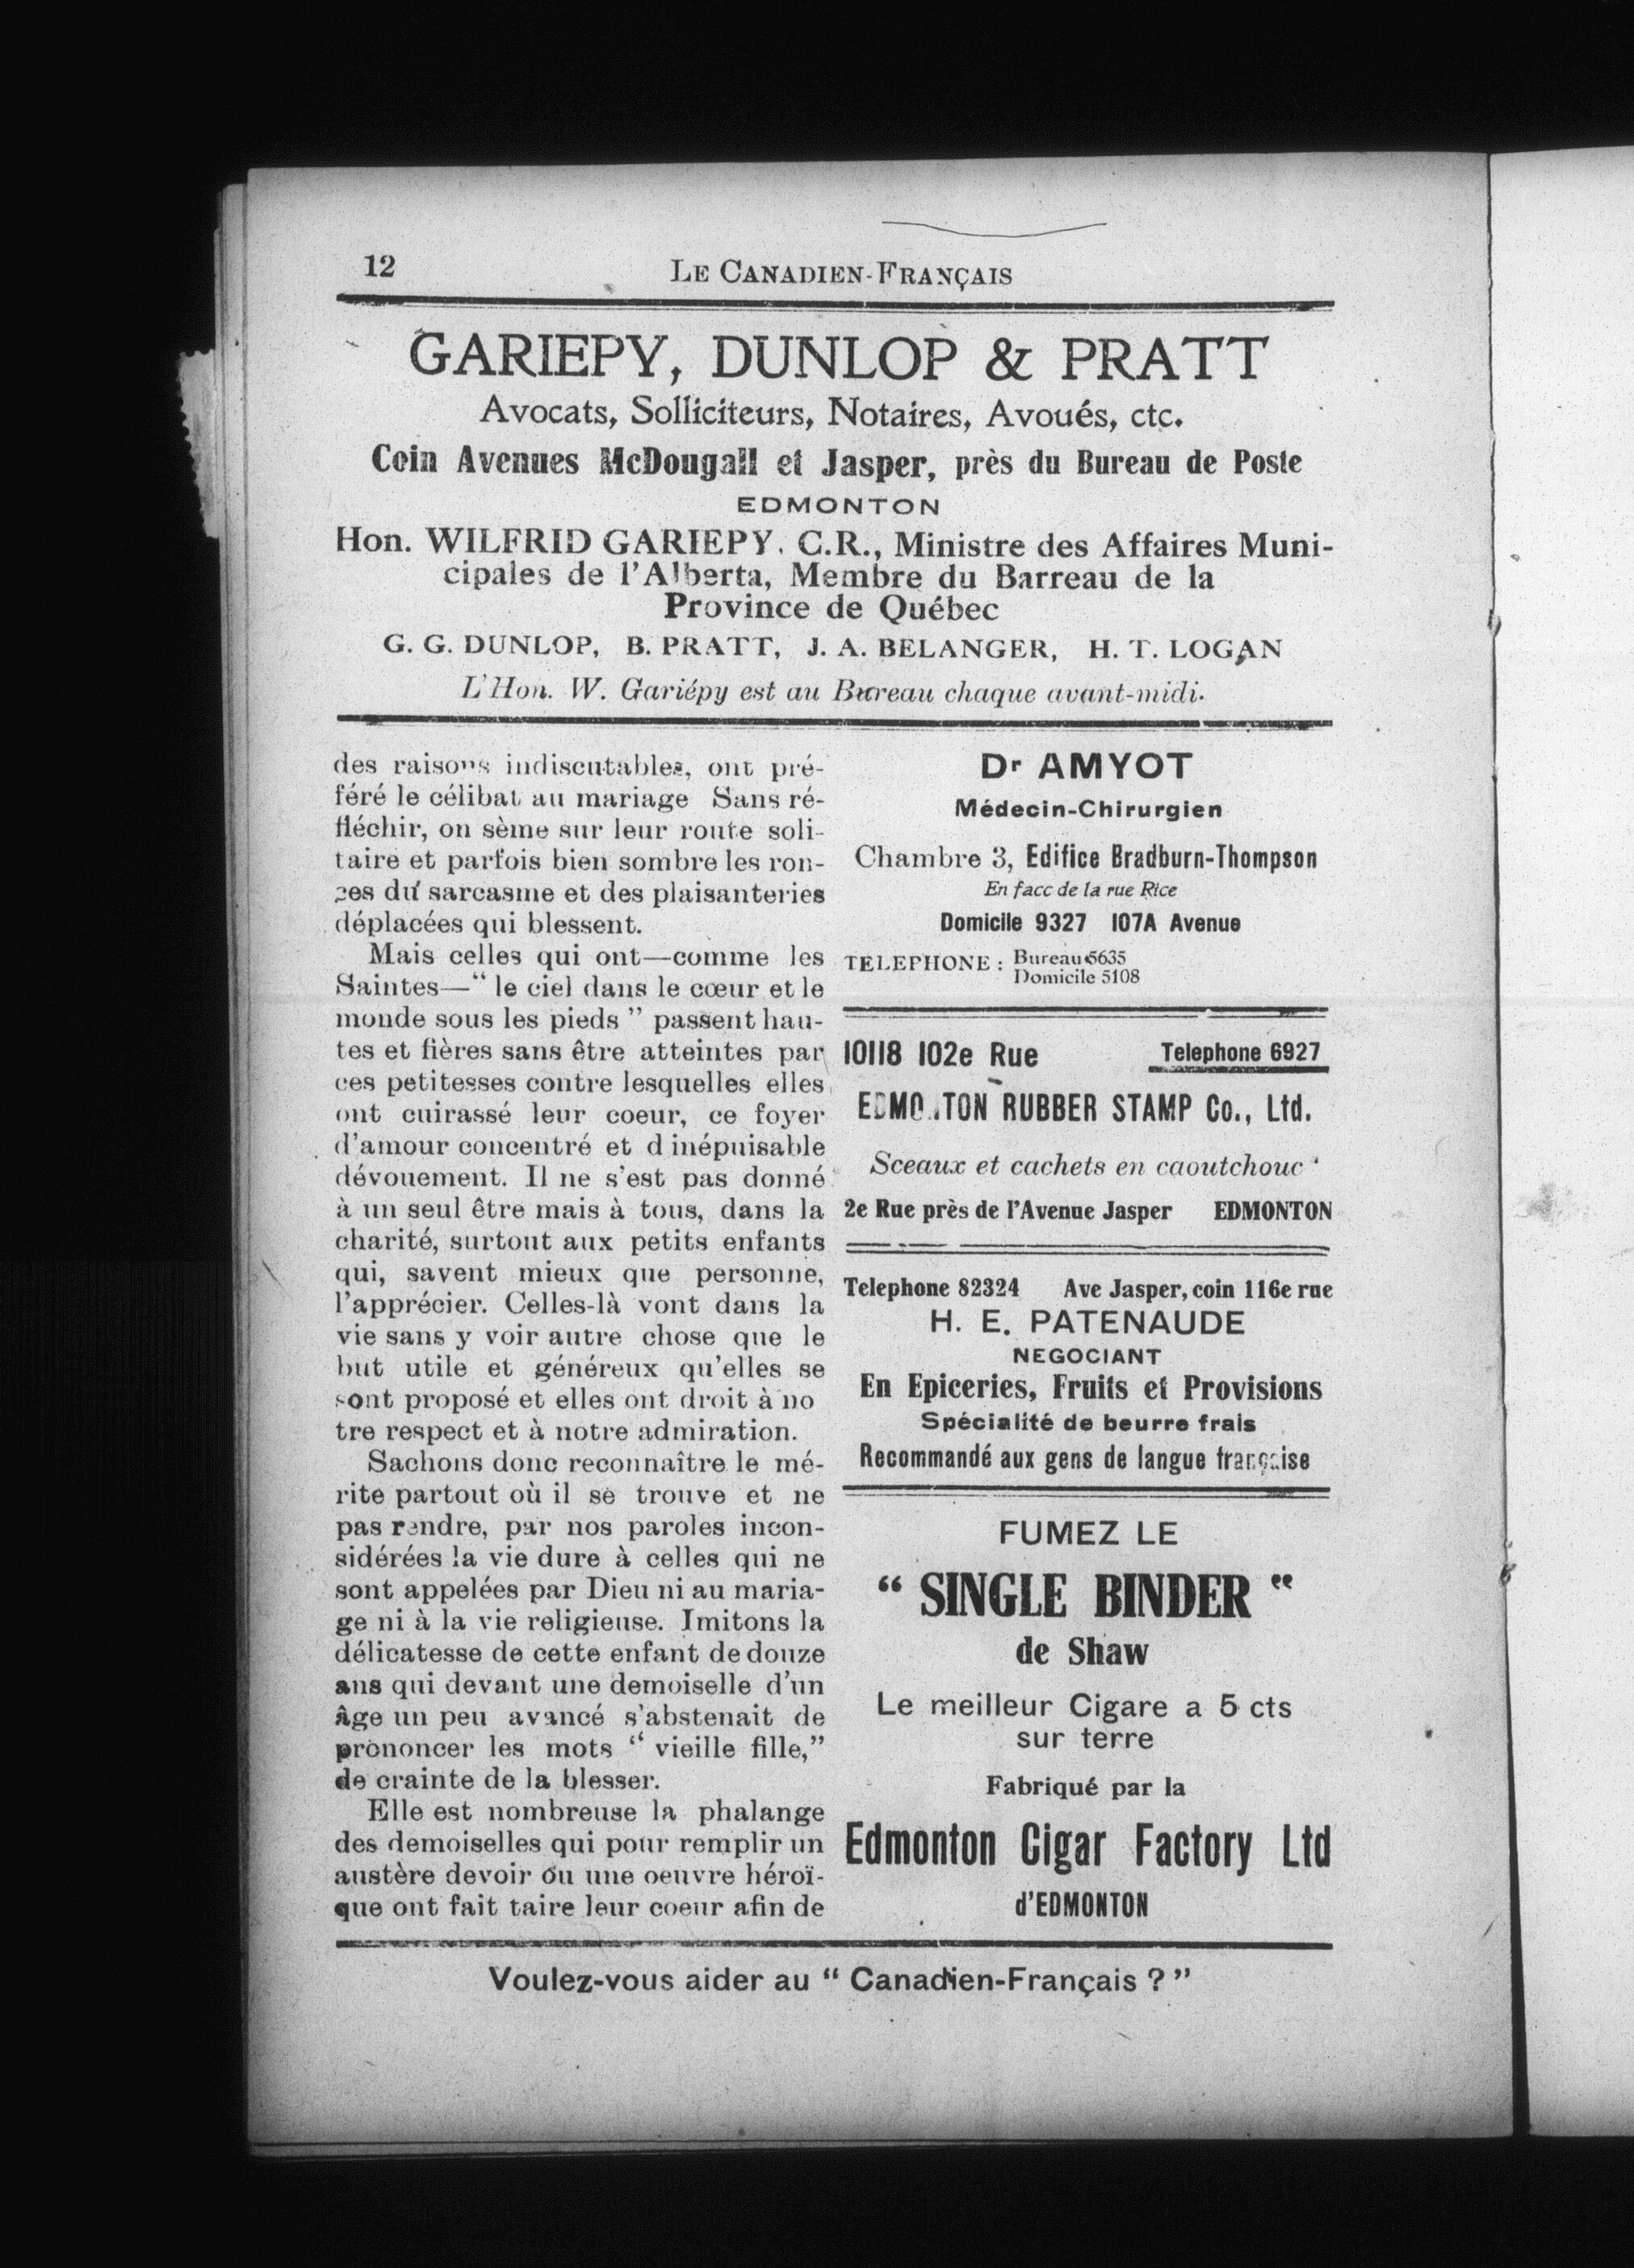 12
LE CANADIEN-FRANÇAIS
GARIEPY, DUNLOP & PRATT
Avocats, Solliciteurs, Notaires, Avoués, etc.
Coin Avenues McDougall et Jasper, près du Bureau de Poste
EDMONTON
Hon. WILFRID GARIEPY, C.R., Ministre des Affaires Muni-
cipales de l'Alberta, Membre du Barreau de la
Province de Québec
G. G. DUNLOP, B. PRATT, J. A. BELANGER, H. T. LOGAN
L'Hon. W. Gariépy est au Bureau chaque avant-midi.
des raisons indiscutables, ont pré-
féré le célibat au mariage Sans ré-
fléchir, on sème sur leur route soli-
taire et parfois bien sombre les ron-
ces du sarcasme et des plaisanteries
déplacées qui blessent.
Mais celles qui ont—comme les
Saintes—“ le ciel dans le cœur et le
monde sous les pieds ” passent hau-
tes et fières sans être atteintes par
ces petitesses contre lesquelles elles
ont cuirassé leur coeur, ce foyer
d'amour concentré et d inépuisable
dévouement. Il ne s'est pas donné
à un seul être mais à tous, dans la
charité, surtout aux petits enfants
qui, savent mieux que personne,
l'apprécier. Celles-là vont dans la
vie sans y voir autre chose que le
but utile et généreux qu'elles se
sont proposé et elles ont droit à no
tre respect et à notre admiration.
Sachons donc reconnaître le mé-
rite partout où il se trouve et ne
pas rendre, par nos paroles incon-
sidérées la vie dure à celles qui ne
sont appelées par Dieu ni au maria-
ge ni à la vie religieuse. Imitons la
délicatesse de cette enfant de douze
ans qui devant une demoiselle d'un
âge un peu avancé s'abstenait de
prononcer les mots “ vieille fille,”
de crainte de la blesser.
Elle est nombreuse la phalange
des demoiselles qui pour remplir un
austère devoir ou une oeuvre héroï-
que ont fait taire leur coeur afin de
Dr AMYOT
Médecin-Chirurgien
Chambre 3, Edifice Bradburn-Thompson
En face de la rue Rice
Domicile 9327 107A Avenue
TELEPHONE : Bureau 5635
Domicile 5108
10118 102e Rue Telephone 6927
EDMONTON RUBBER STAMP Co., Ltd.
Sceaux et cachets en caoutchouc
2e Rue près de l'Avenue Jasper EDMONTON
Telephone 82324 Ave Jasper, coin 116e rue
H. E. PATENAUDE
NEGOCIANT
En Epiceries, Fruits et Provisions
Spécialité de beurre frais
Recommandé aux gens de langue française
FUMEZ LE
“ SINGLE BINDER “
de Shaw
Le meilleur Cigare a 5 cts
sur terre
Fabriqué par la
Edmonton Cigar Factory Ltd
d'EDMONTON
Voulez-vous aider au “ Canadien-Français ? ”